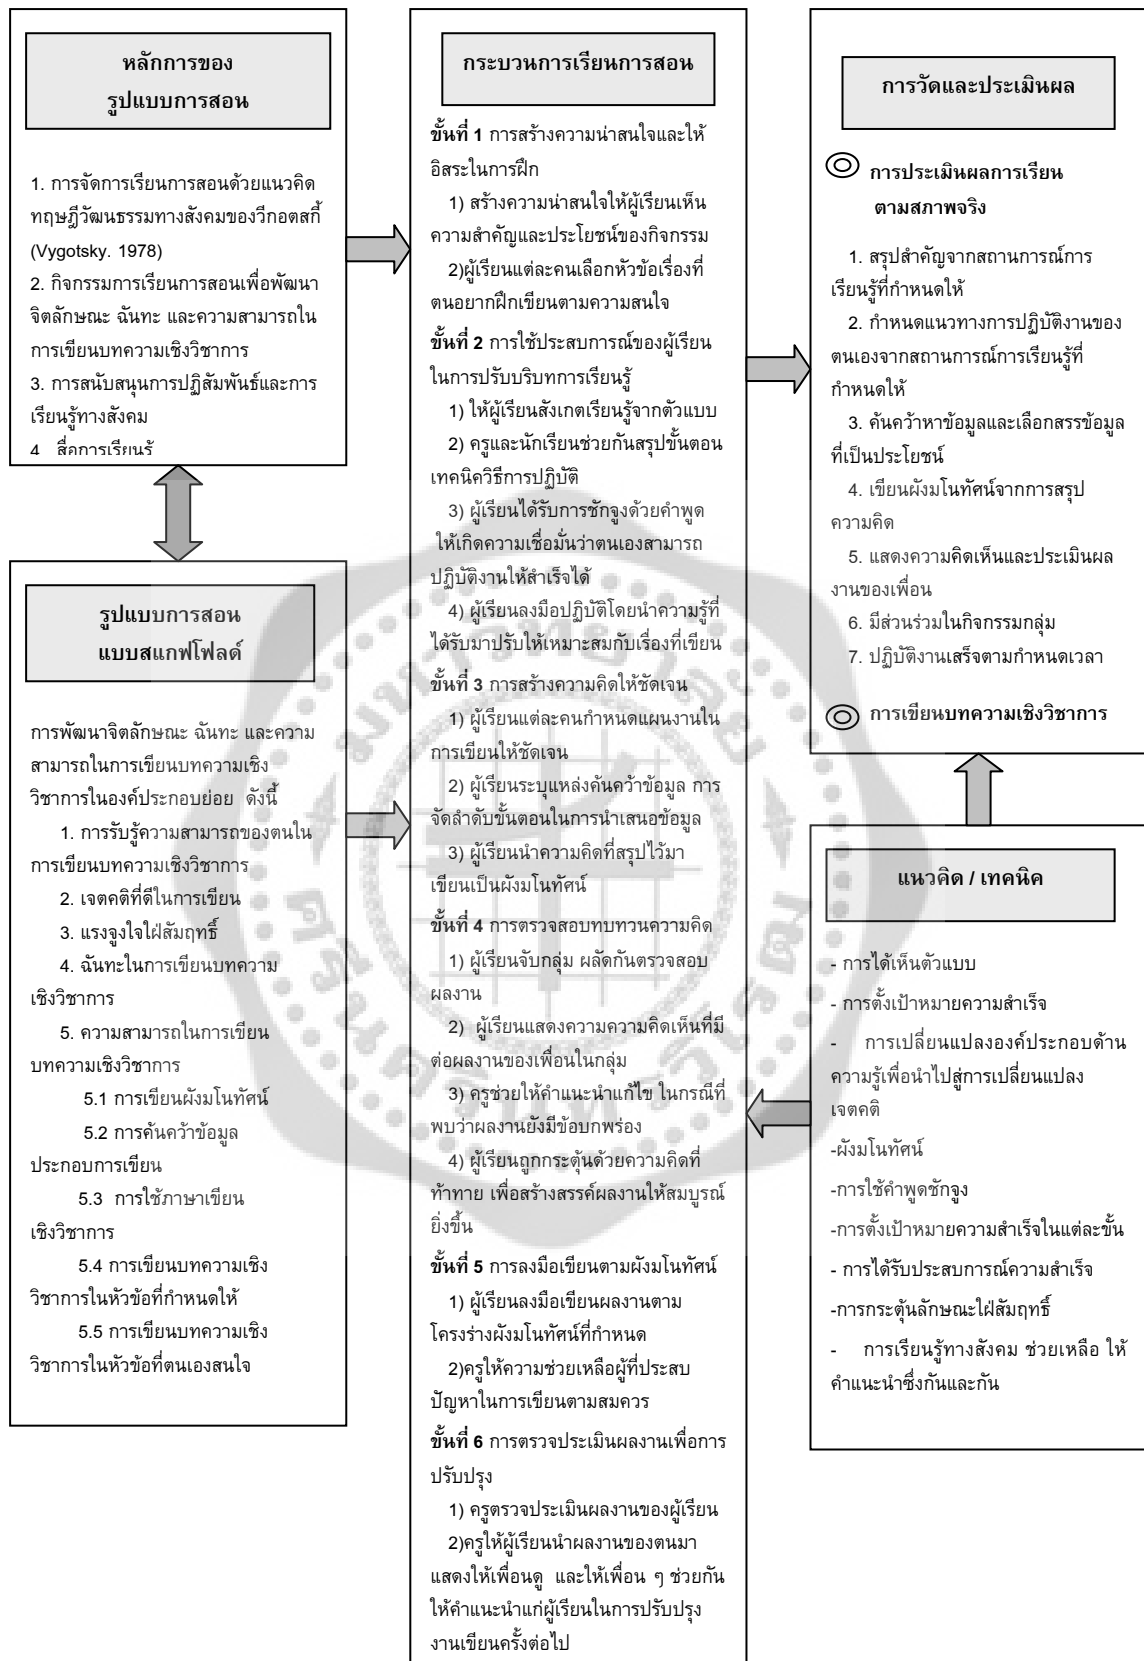 หลักการของ
รูปแบบการสอน
1. การจัดการเรียนการสอนด้วยแนวคิด
ทฤษฎีวัฒนธรรมทางสังคมของวีกอตสกี้
(Vygotsky. 1978)
2. กิจกรรมการเรียนการสอนเพื่อพัฒนา
จิตลักษณะ ฉันทะ และความสามารถใน
การเขียนบทความเชิงวิชาการ
3. การสนับสนุนการปฏิสัมพันธ์และการ
เรียนรู้ทางสังคม
4. สื่อการเรียนรู้
รูปแบบการสอน
แบบสแกฟโฟลด์
การพัฒนาจิตลักษณะ ฉันทะ และความ
สามารถในการเขียนบทความเชิง
วิชาการในองค์ประกอบย่อย ดังนี้
1. การรับรู้ความสามารถของตนใน
การเขียนบทความเชิงวิชาการ
2. เจตคติที่ดีในการเขียน
3. แรงจูงใจใฝ่สัมฤทธิ์
4. ฉันทะในการเขียนบทความ
เชิงวิชาการ
5. ความสามารถในการเขียน
บทความเชิงวิชาการ
5.1 การเขียนผังมโนทัศน์
5.2 การค้นคว้าข้อมูล
ประกอบการเขียน
5.3 การใช้ภาษาเขียน
เชิงวิชาการ
5.4 การเขียนบทความเชิง
วิชาการในหัวข้อที่กำหนดให้
5.5 การเขียนบทความเชิง
วิชาการในหัวข้อที่ตนเองสนใจ
กระบวนการเรียนการสอน
ขั้นที่ 1 การสร้างความน่าสนใจและให้
อิสระในการฝึก
1) สร้างความน่าสนใจให้ผู้เรียนเห็น
ความสำคัญและประโยชน์ของกิจกรรม
2)ผู้เรียนแต่ละคนเลือกหัวข้อเรื่องที่
ตนอยากฝึกเขียนตามความสนใจ
ขั้นที่ 2 การใช้ประสบการณ์ของผู้เรียน
ในการปรับบริบทการเรียนรู้
1) ให้ผู้เรียนสังเกตเรียนรู้จากตัวแบบ
2) ครูและนักเรียนช่วยกันสรุปขั้นตอน
เทคนิควิธีการปฏิบัติ
3) ผู้เรียนได้รับการชักจูงด้วยคำพูด
ให้เกิดความเชื่อมั่นว่าตนเองสามารถ
ปฏิบัติงานให้สำเร็จได้
4) ผู้เรียนลงมือปฏิบัติโดยนำความรู้ที่
ได้รับมาปรับให้เหมาะสมกับเรื่องที่เขียน
ขั้นที่ 3 การสร้างความคิดให้ชัดเจน
1) ผู้เรียนแต่ละคนกำหนดแผนงานใน
การเขียนให้ชัดเจน
2) ผู้เรียนระบุแหล่งค้นคว้าข้อมูล การ
จัดลำดับขั้นตอนในการนำเสนอข้อมูล
3) ผู้เรียนนำความคิดที่สรุปไว้มา
เขียนเป็นผังมโนทัศน์
ขั้นที่ 4 การตรวจสอบทบทวนความคิด
1) ผู้เรียนจับกลุ่ม ผลัดกันตรวจสอบ
ผลงาน
2) ผู้เรียนแสดงความความคิดเห็นที่มี
ต่อผลงานของเพื่อนในกลุ่ม
3) ครูช่วยให้คำแนะนำแก้ไข ในกรณีที่
พบว่าผลงานยังมีข้อบกพร่อง
4) ผู้เรียนถูกกระตุ้นด้วยความคิดที่
ท้าทาย เพื่อสร้างสรรค์ผลงานให้สมบูรณ์
ยิ่งขึ้น
ขั้นที่ 5 การลงมือเขียนตามผังมโนทัศน์
1) ผู้เรียนลงมือเขียนผลงานตาม
โครงร่างผังมโนทัศน์ที่กำหนด
2)ครูให้ความช่วยเหลือผู้ที่ประสบ
ปัญหาในการเขียนตามสมควร
ขั้นที่ 6 การตรวจประเมินผลงานเพื่อการ
ปรับปรุง
1) ครูตรวจประเมินผลงานของผู้เรียน
2)ครูให้ผู้เรียนนำผลงานของตนมา
แสดงให้เพื่อนดู และให้เพื่อน ๆ ช่วยกัน
ให้คำแนะนำแก่ผู้เรียนในการปรับปรุง
งานเขียนครั้งต่อไป
การวัดและประเมินผล
การประเมินผลการเรียน
ตามสภาพจริง
1. สรุปสำคัญจากสถานการณ์การ
เรียนรู้ที่กำหนดให้
2. กำหนดแนวทางการปฏิบัติงานของ
ตนเองจากสถานการณ์การเรียนรู้ที่
กำหนดให้
3. ค้นคว้าหาข้อมูลและเลือกสรรข้อมูล
ที่เป็นประโยชน์
4. เขียนผังมโนทัศน์จากการสรุป
ความคิด
5. แสดงความคิดเห็นและประเมินผล
งานของเพื่อน
6. มีส่วนร่วมในกิจกรรมกลุ่ม
7. ปฏิบัติงานเสร็จตามกำหนดเวลา
การเขียนบทความเชิงวิชาการ
แนวคิด / เทคนิค
- การได้เห็นตัวแบบ
- การตั้งเป้าหมายความสำเร็จ
- การเปลี่ยนแปลงองค์ประกอบด้าน
ความรู้เพื่อนำไปสู่การเปลี่ยนแปลง
เจตคติ
-ผังมโนทัศน์
-การใช้คำพูดชักจูง
-การตั้งเป้าหมายความสำเร็จในแต่ละขั้น
- การได้รับประสบการณ์ความสำเร็จ
-การกระตุ้นลักษณะใฝ่สัมฤทธิ์
- การเรียนรู้ทางสังคม ช่วยเหลือ ให้
คำแนะนำซึ่งกันและกัน
มหาวิทยาลัย
ศรีนครินทรวิโรฒ